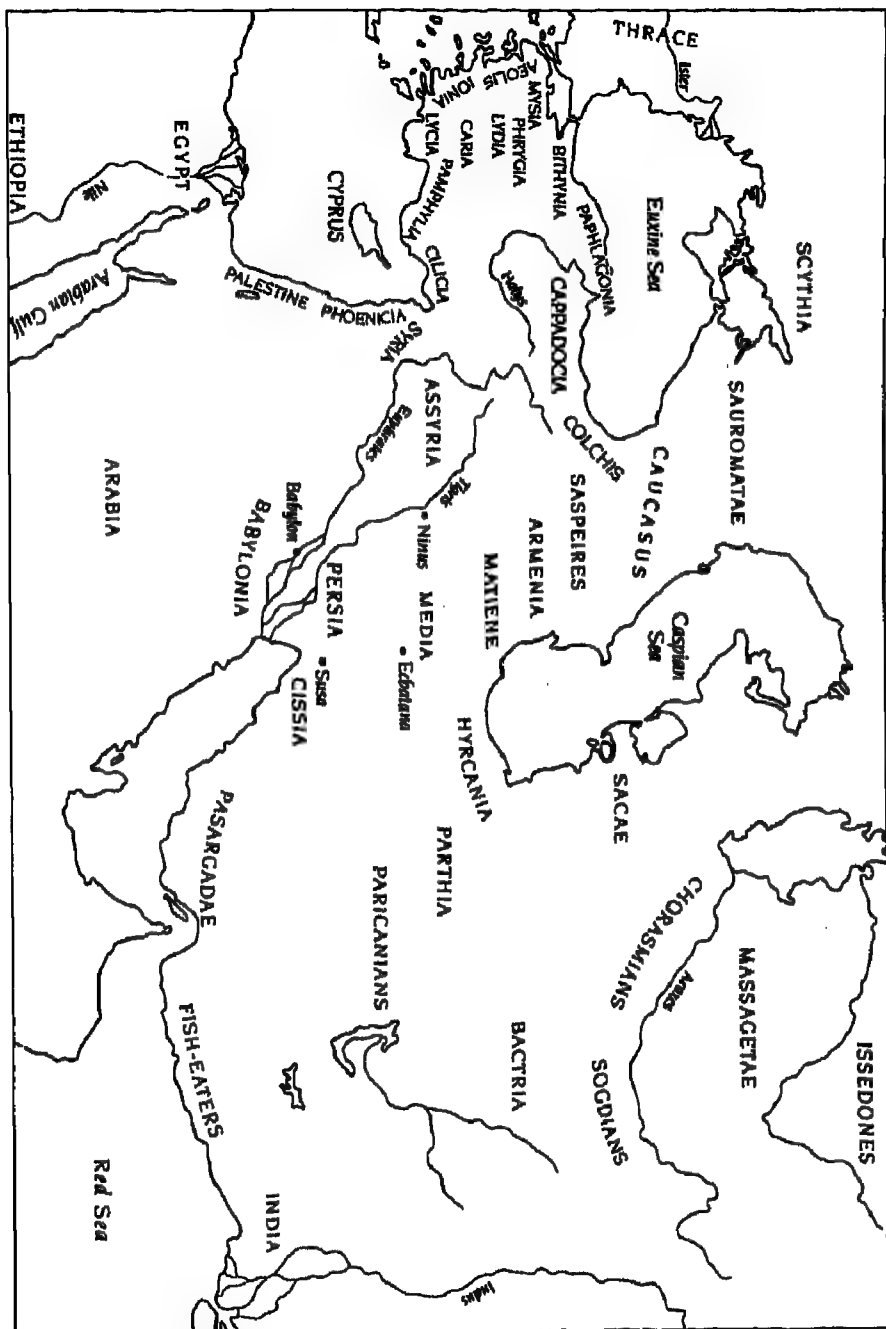 THRACE
Ister
SCYTHIA
SAUROMATAE
ISSEDONES
MASSAGETAE
Euxine Sea
CAUCASUS
Caspian
Sea
SACAE
CHORASMIANS
Araxes
SOGDIANS
COLCHIS
SASPEIRES
ARMENIA
MATIENE
HYRCANIA
PARTHIA
BACTRIA
BITHYNIA
PAPHLAGONIA
CAPPADOCIA
Halys
MYSIA
PHRYGIA
LYDIA
AEOLIS
IONIA
CARIA
LYCIA
PAMPHYLIA
CILICIA
CYPRUS
SYRIA
ASSYRIA
Euphrates
Tigris
Ninus
MEDIA
Ecbatana
PARICANIANS
PHOENICIA
PALESTINE
Babylon
BABYLONIA
PERSIA
Susa
CISSIA
PASARGADAE
FISH-EATERS
INDIA
Indus
EGYPT
Nile
ETHIOPIA
Arabian Gulf
ARABIA
Red Sea